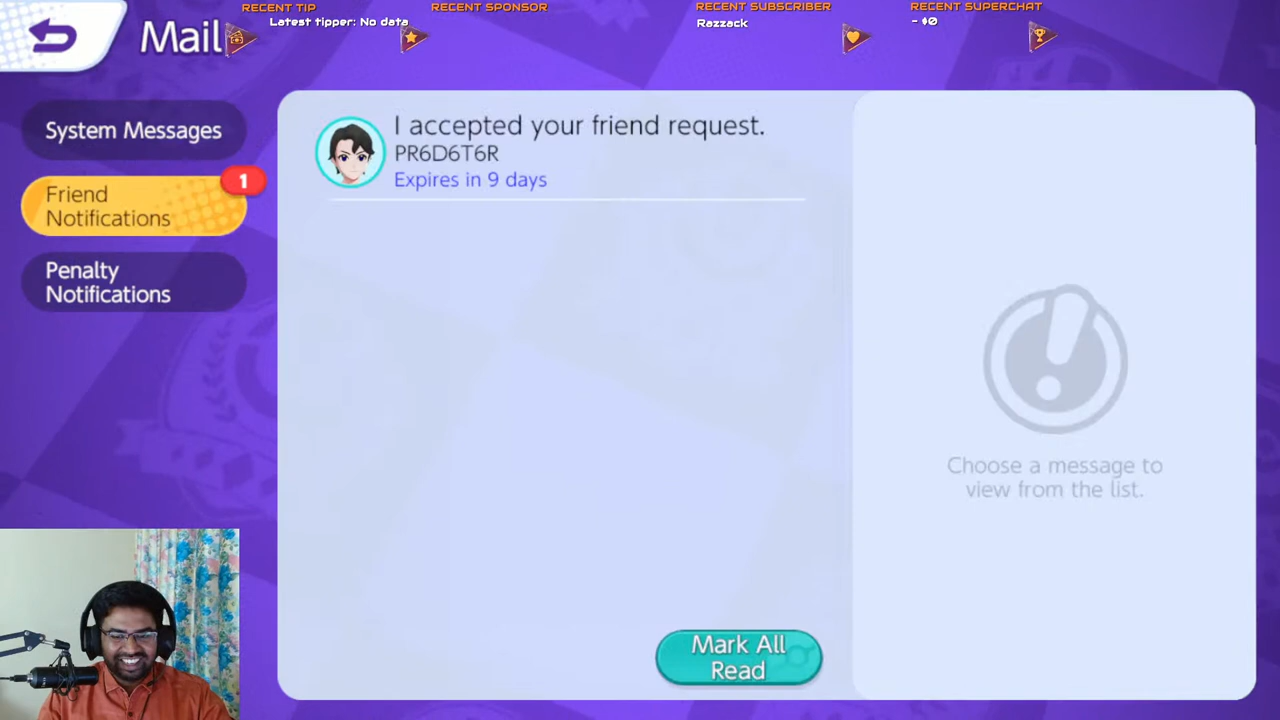 RECENT TIP
Latest tipper: No data
RECENT SPONSOR
RECENT SUBSCRIBER
Razzack
RECENT SUPERCHAT
- $0
Mail
System Messages
Friend
Notifications
1
Penalty
Notifications
I accepted your friend request.
PR6D6T6R
Expires in 9 days
Mark All
Read
Choose a message to
view from the list.